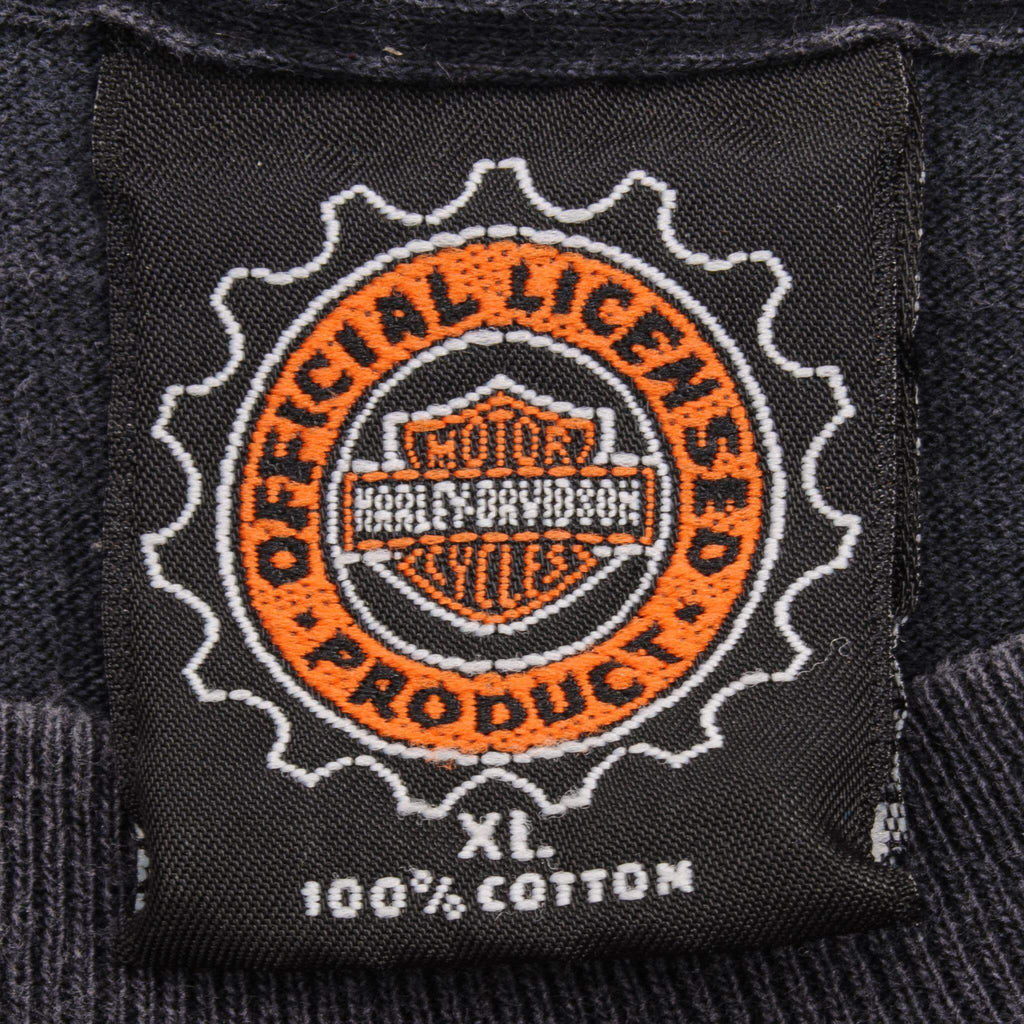 OFFICIAL LICENSED
MOTOR
HARLEY-DAVIDSON
CYCLES
• PRODUCT •
XL.
100% COTTON